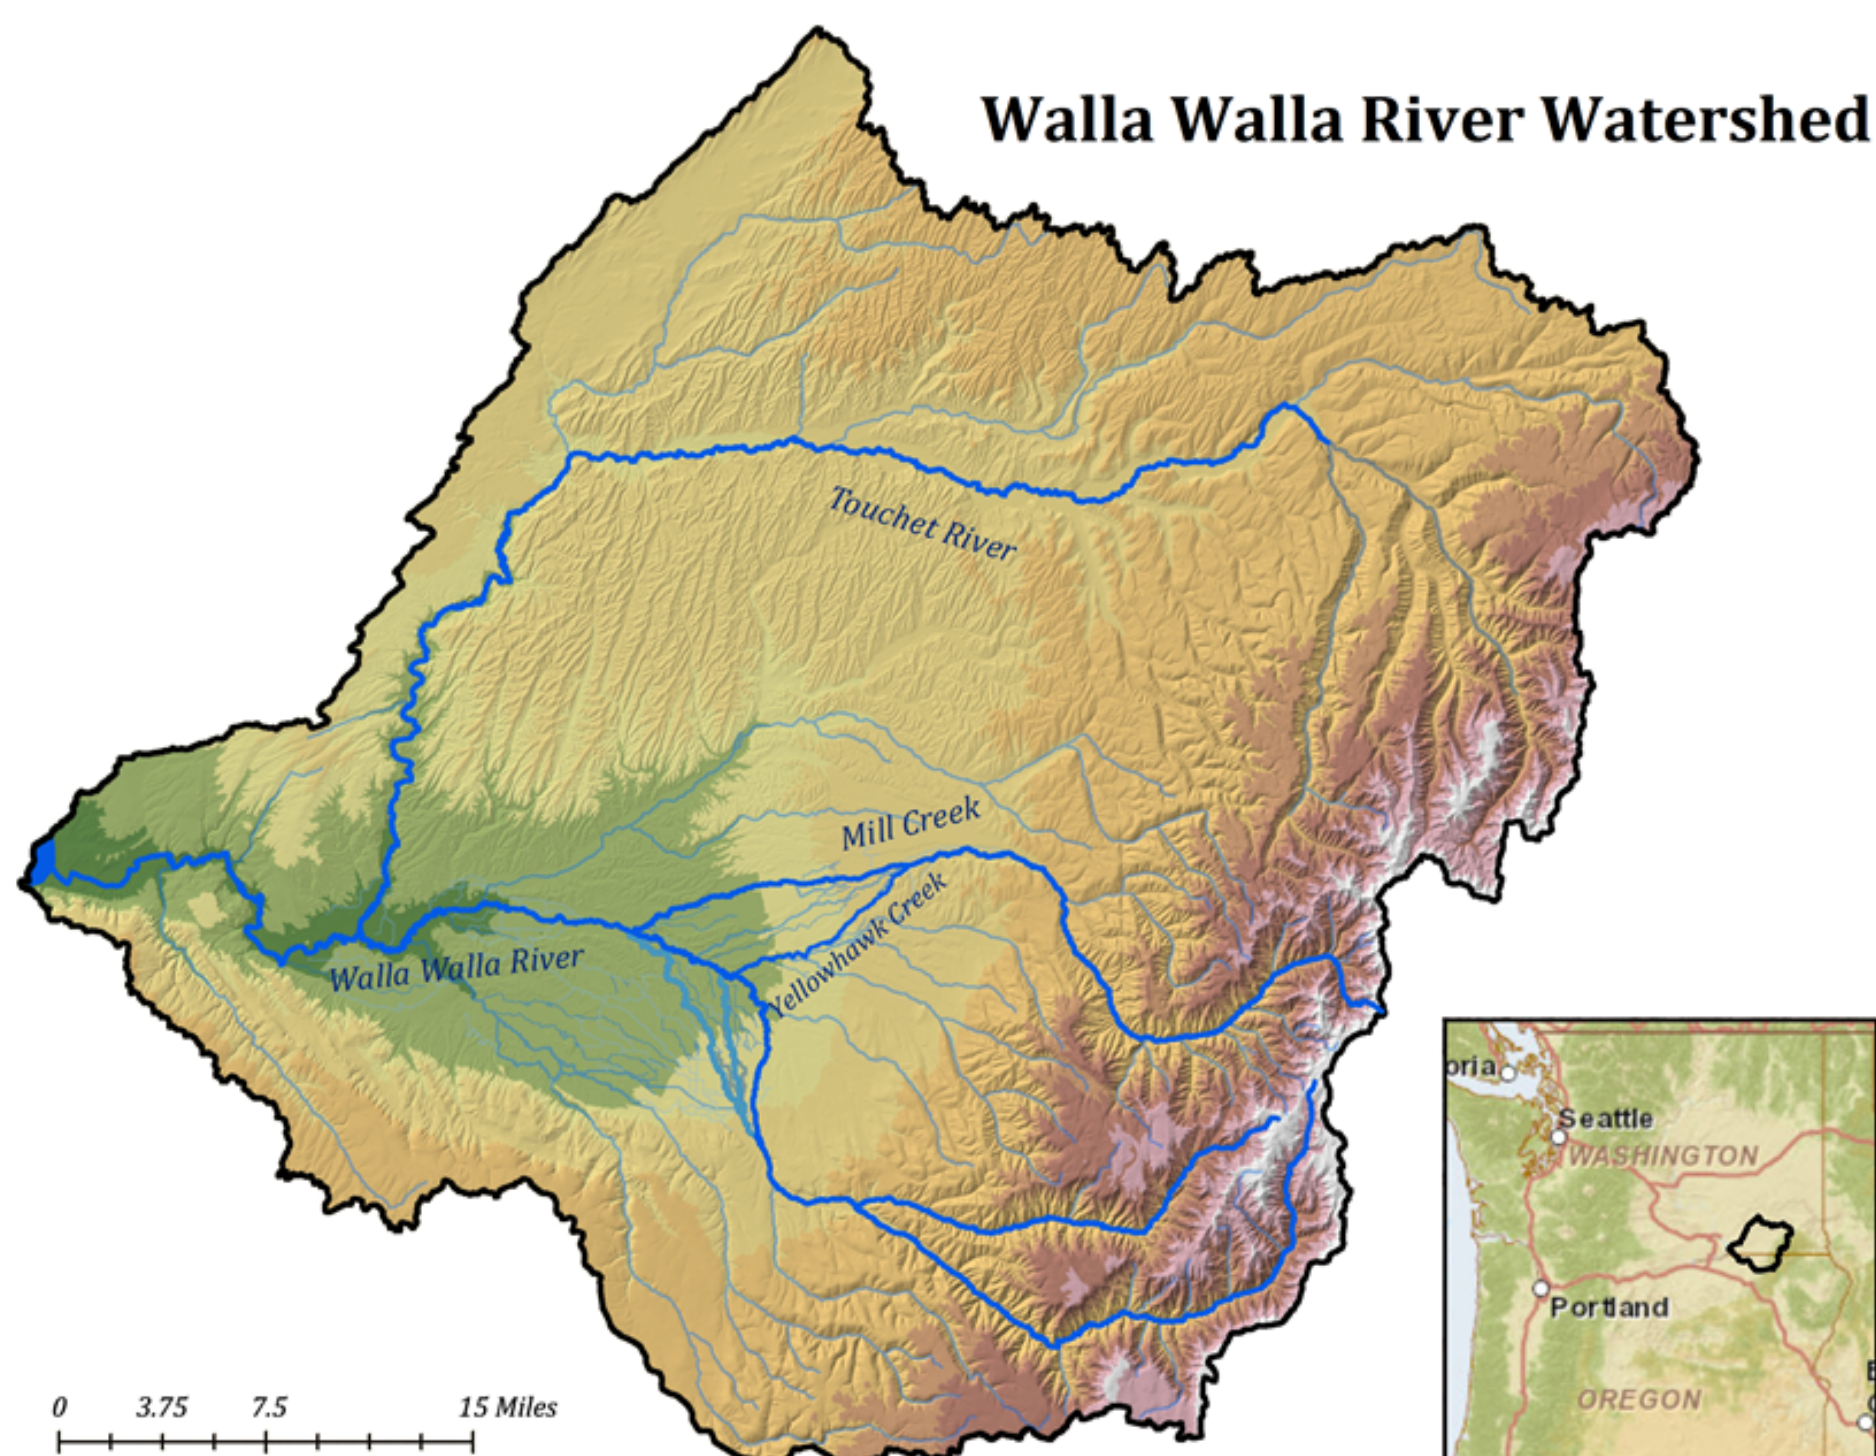 Walla Walla River Watershed
Touchet River
Mill Creek
Yellowhawk Creek
Walla Walla River
oria
Seattle
WASHINGTON
Portland
OREGON
0 3.75 7.5 15 Miles